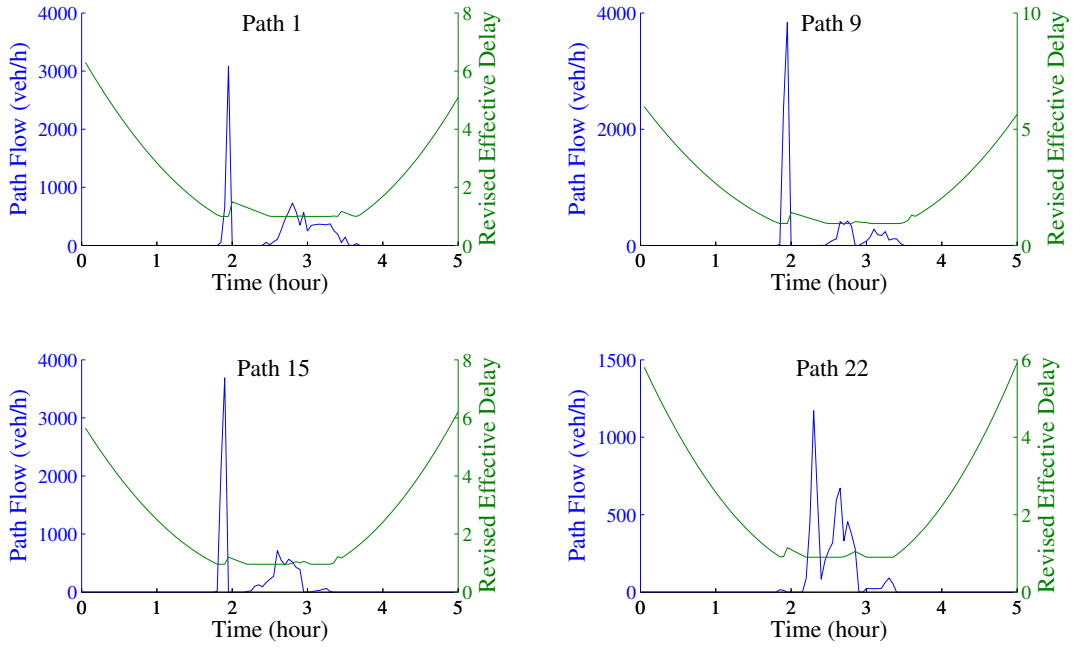 Path 1
Path Flow (veh/h)
4000
3000
2000
1000
0
Revised Effective Delay
8
6
4
2
0
0 1 2 3 4 5
Time (hour)
Path 9
Path Flow (veh/h)
4000
2000
0
Revised Effective Delay
10
5
0
0 1 2 3 4 5
Time (hour)
Path 15
Path Flow (veh/h)
4000
3000
2000
1000
0
Revised Effective Delay
8
6
4
2
0
0 1 2 3 4 5
Time (hour)
Path 22
Path Flow (veh/h)
1500
1000
500
0
Revised Effective Delay
6
4
2
0
0 1 2 3 4 5
Time (hour)